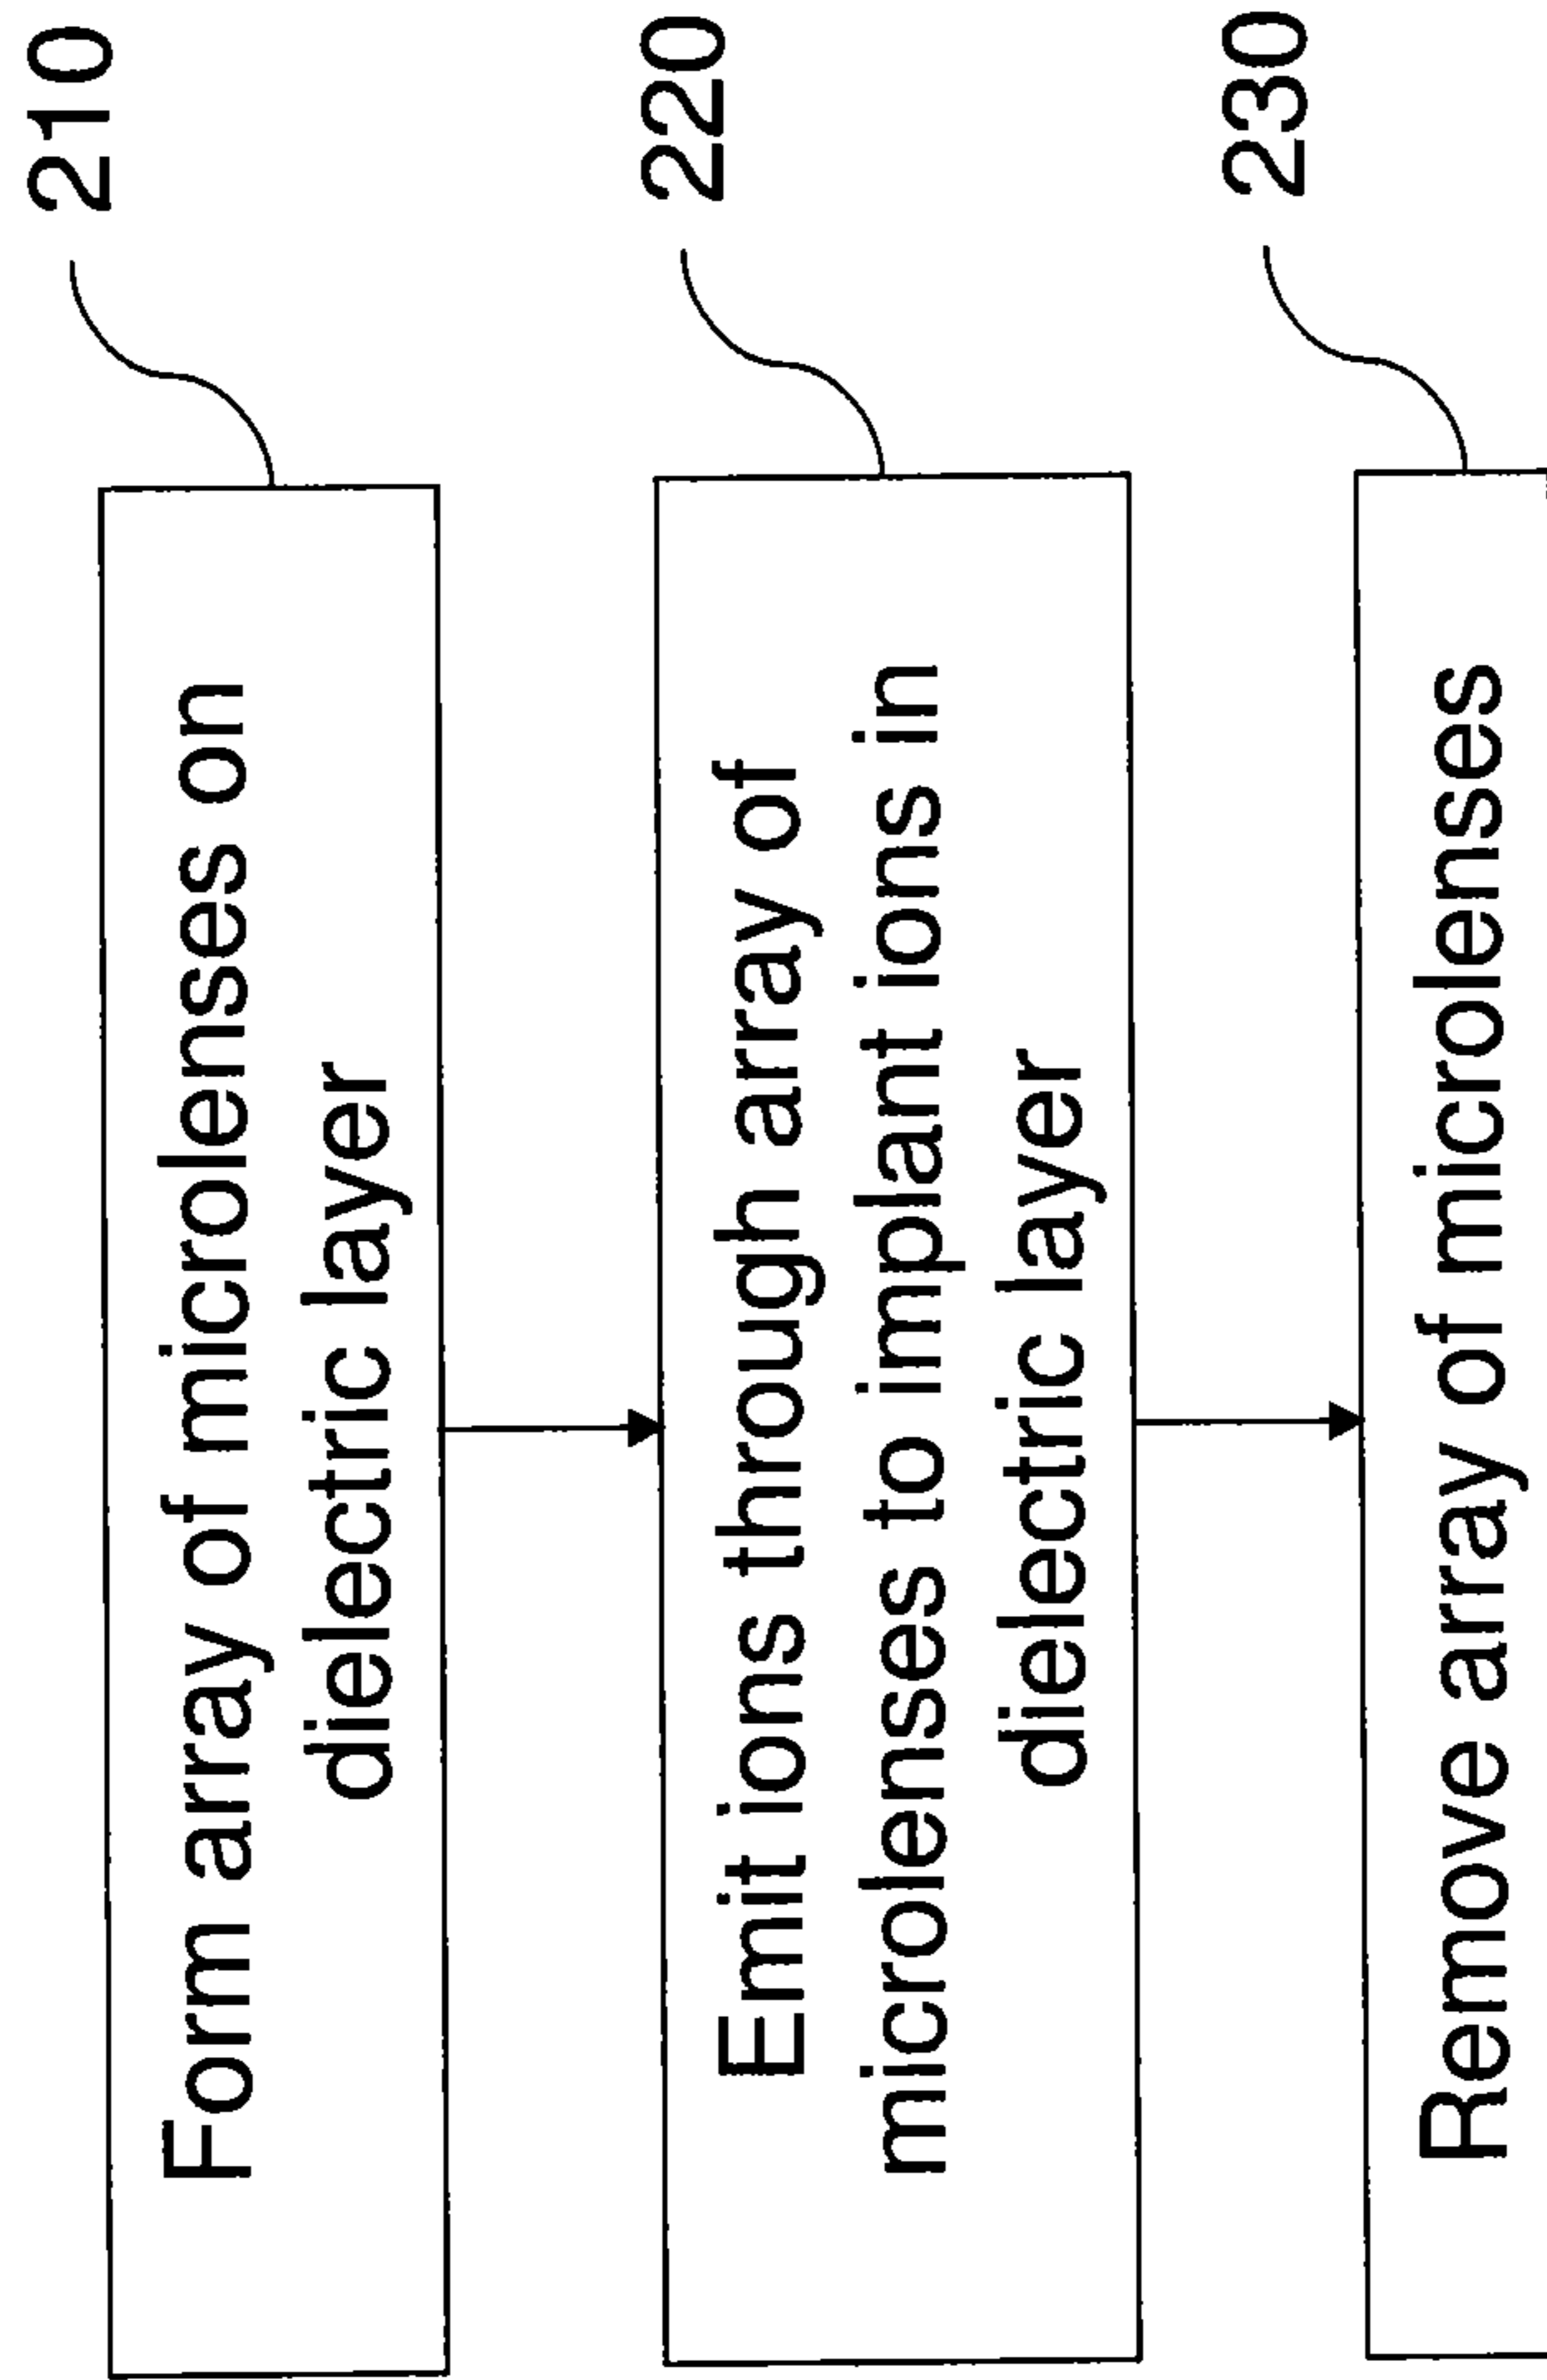 210
Form array of microlenses on
dielectric layer
220
Emit ions through array of
microlenses to implant ions in
dielectric layer
230
Remove array of microlenses